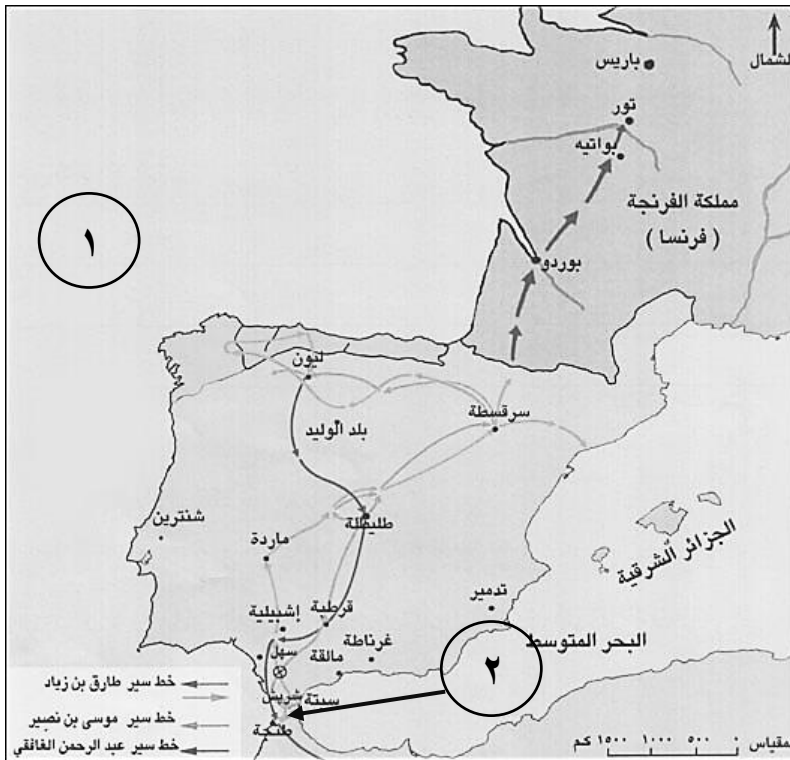 الشمال
باريس
تور
بواتيه
مملكة الفرنجة
( فرنسا )
١
بوردو
ليون
سرقسطة
بلد الوليد
شنترين
طليطلة
ماردة
الجزائر الشرقية
تدمير
إشبيلية
قرطبة
غرناطة
البحر المتوسط
سهل
مالقة
٢
شريش
سبتة
طنجة
خط سير طارق بن زياد
خط سير موسى بن نصير
خط سير عبد الرحمن الغافقي
مقياس ٠ ٥٠٠ ١٠٠٠ ١٥٠٠ كم